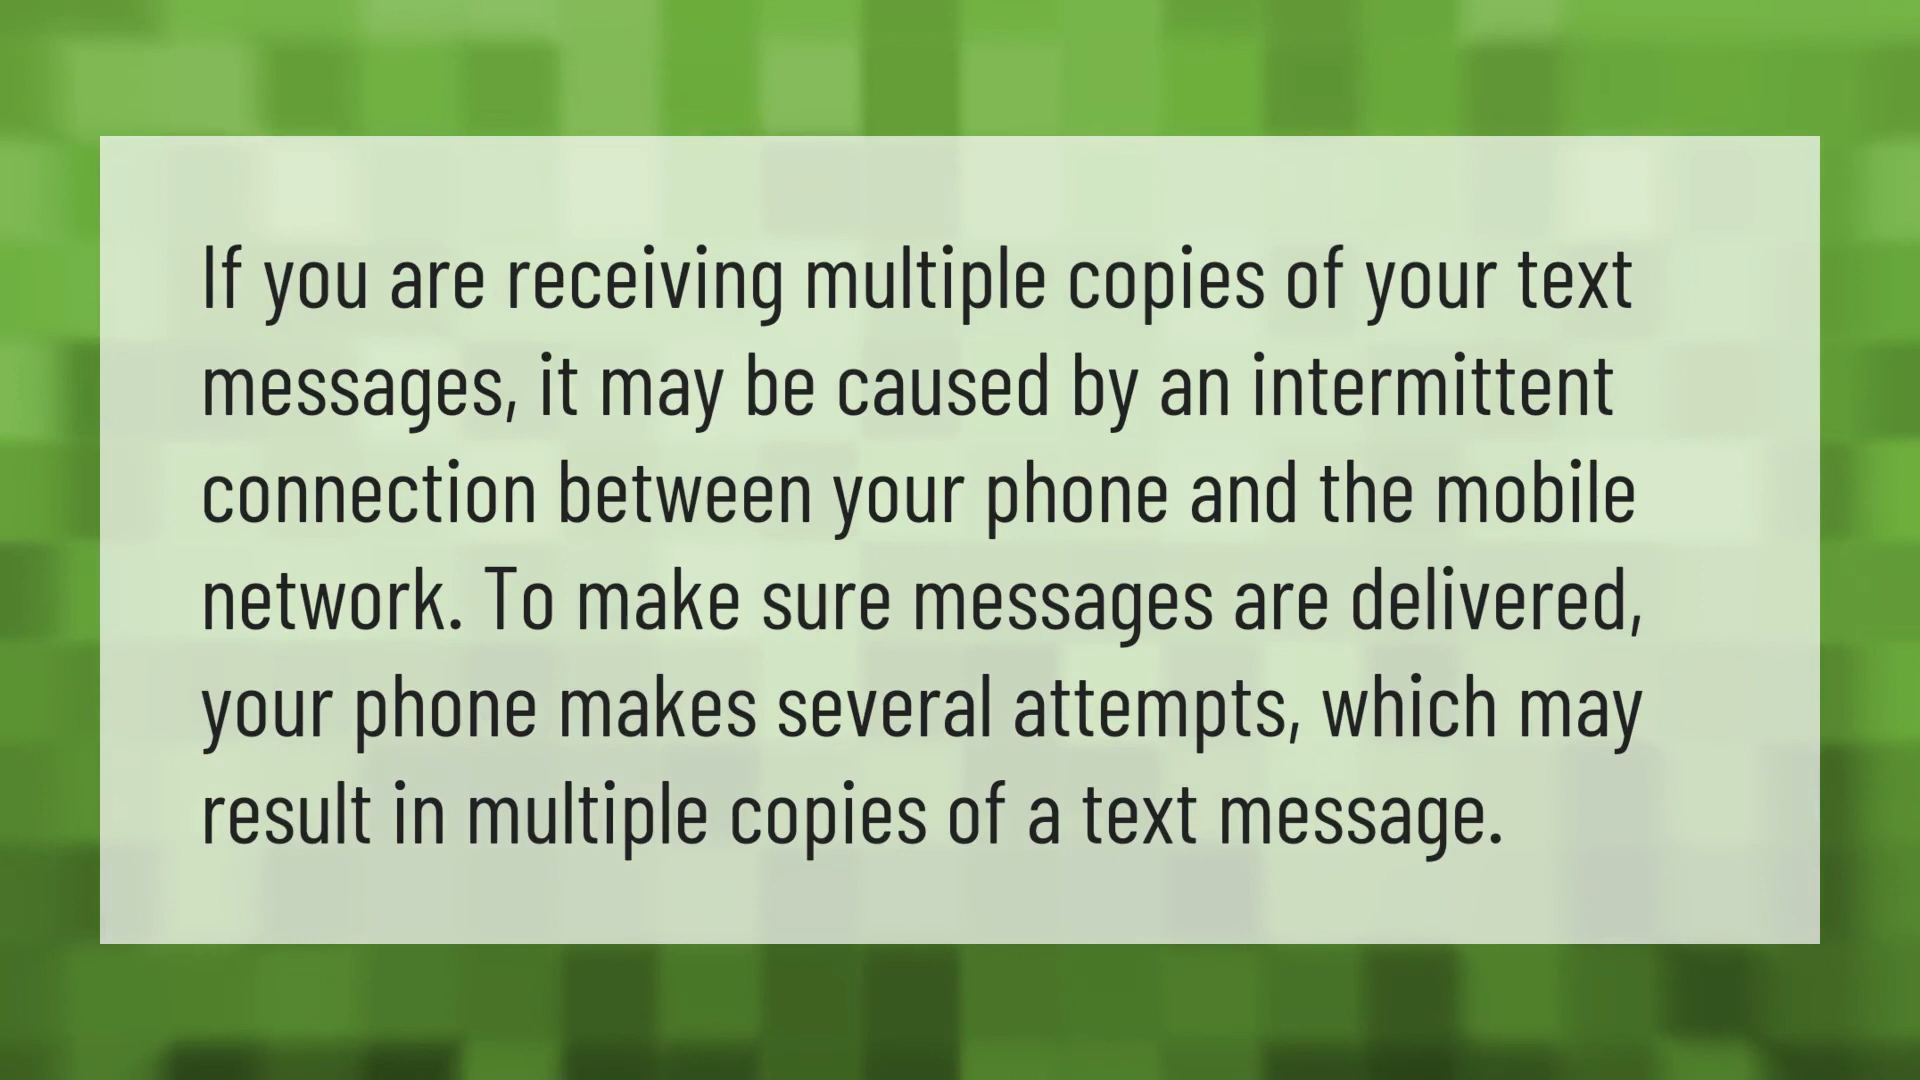 If you are receiving multiple copies of your text
messages, it may be caused by an intermittent
connection between your phone and the mobile
network. To make sure messages are delivered,
your phone makes several attempts, which may
result in multiple copies of a text message.